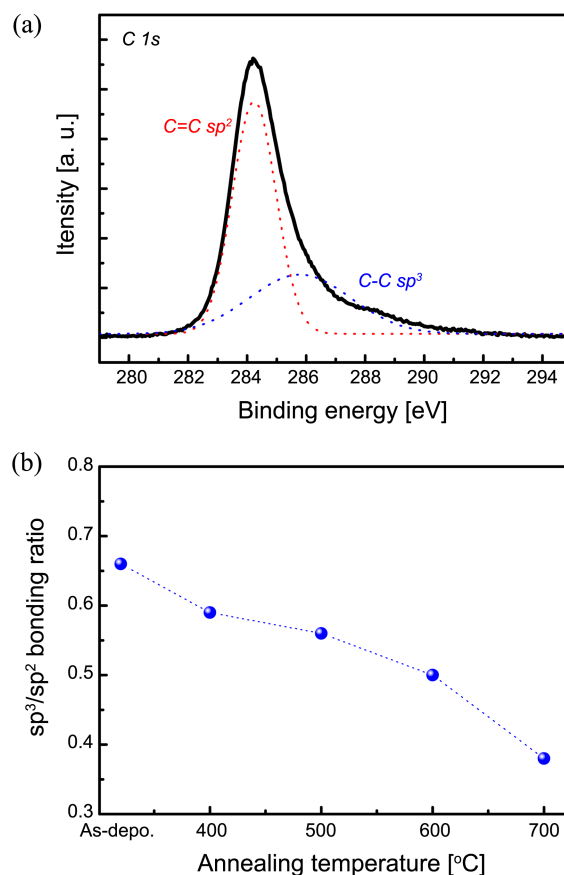 (a)
C 1s
C=C sp²
C-C sp³
Itensity [a. u.]
280 282 284 286 288 290 292 294
Binding energy [eV]
(b)
0.8
0.7
0.6
0.5
0.4
0.3
sp³/sp² bonding ratio
As-depo. 400 500 600 700
Annealing temperature [°C]